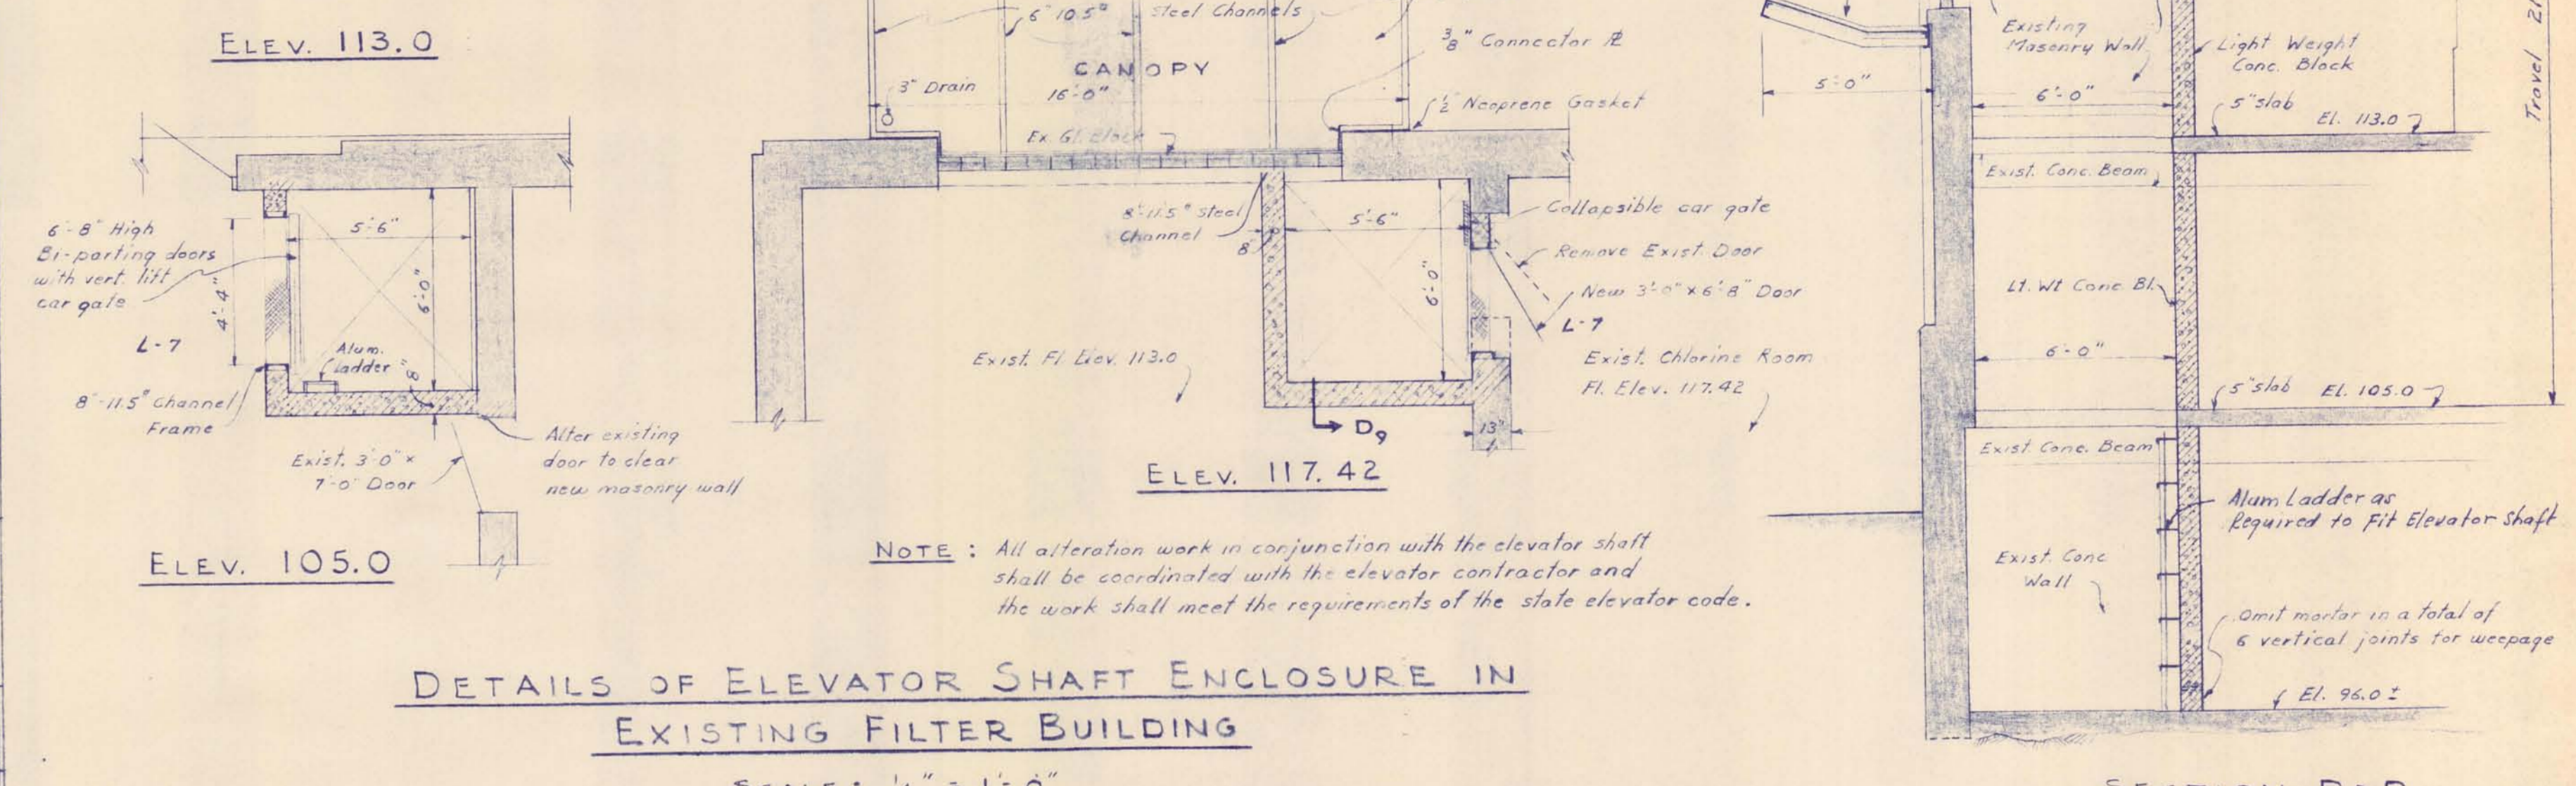 ELEV. 113.0
6" 10.5#
Steel Channels
CANOPY
16'-0"
3" Drain
Ex. Gl. Block
3/8" Connector PL
1/2" Neoprene Gasket
6'-8" High
Bi-parting doors
with vert. lift
car gate
4'-4"
5'-6"
6'-0"
L-7
Alum.
Ladder
8"
8"-11.5# Channel
Frame
Exist. 3'-0" x
7'-0" Door
Alter existing
door to clear
new masonry wall
ELEV. 105.0
8"-11.5# Steel
Channel
8"
5'-6"
6'-0"
Collapsible car gate
Remove Exist. Door
New 3'-0" x 6'-8" Door
L-7
Exist. Fl. Elev. 113.0
Exist. Chlorine Room
Fl. Elev. 117.42
D9
13"
ELEV. 117.42
NOTE : All alteration work in conjunction with the elevator shaft
shall be coordinated with the elevator contractor and
the work shall meet the requirements of the state elevator code.
DETAILS OF ELEVATOR SHAFT ENCLOSURE IN
EXISTING FILTER BUILDING
5'-0"
Existing
Masonry Wall
6'-0"
Light Weight
Conc. Block
5" slab
El. 113.0
Travel
Exist. Conc. Beam
Lt. Wt Conc. Bl.
6'-0"
5" slab
El. 105.0
Exist. Conc. Beam
Alum Ladder as
Required to Fit Elevator Shaft
Exist. Conc
Wall
Omit mortar in a total of
6 vertical joints for weepage
El. 96.0 ±